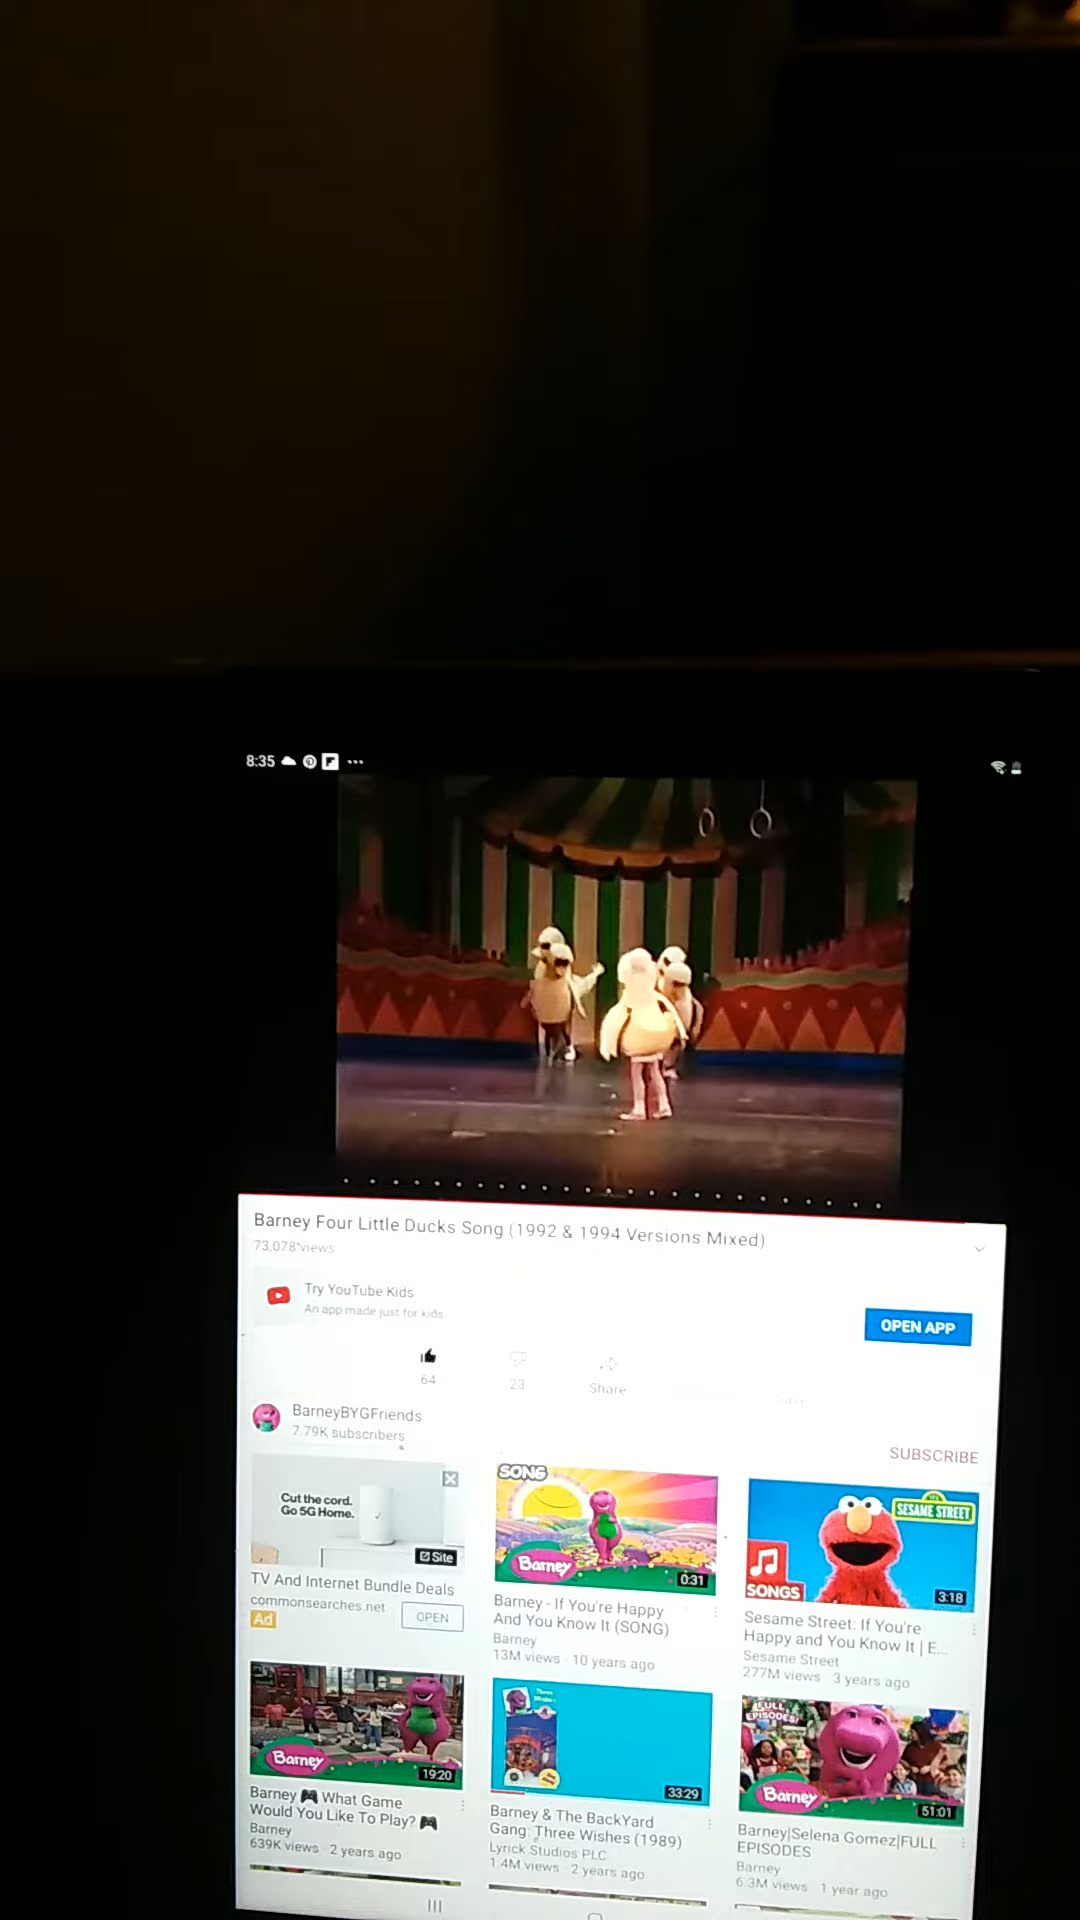 8:35
Barney Four Little Ducks Song (1992 & 1994 Versions Mixed)
73,078 views
Try YouTube Kids
An app made just for kids
OPEN APP
64
23
Share
BarneyBYGFriends
7.79K subscribers
SUBSCRIBE
Cut the cord.
Go 5G Home.
Site
TV And Internet Bundle Deals
commonsearches.net
Ad
OPEN
SONG
Barney
0:31
Barney - If You're Happy
And You Know It (SONG)
Barney
13M views · 10 years ago
SESAME STREET
SONGS
3:18
Sesame Street: If You're
Happy and You Know It | E...
Sesame Street
277M views 3 years ago
Barney
19:20
Barney 🎮 What Game
Would You Like To Play? 🎮
Barney
639K views · 2 years ago
33:29
Barney & The BackYard
Gang: Three Wishes (1989)
Lyrick Studios PLC
1.4M views · 2 years ago
FULL
EPISODES!
Barney
51:01
Barney|Selena Gomez|FULL
EPISODES
Barney
6.3M views · 1 year ago